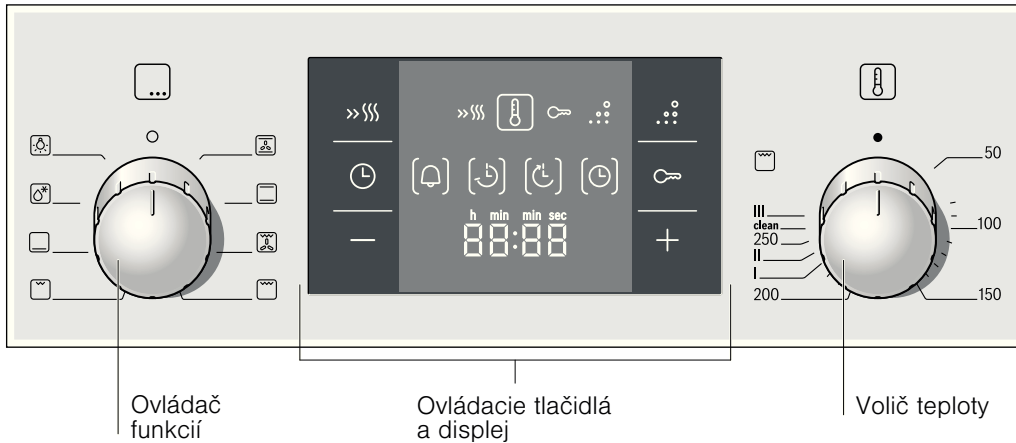 h min min sec
88:88
50
100
150
III
clean
250
II
I
200
Ovládač
funkcií
Ovládacie tlačidlá
a displej
Volič teploty